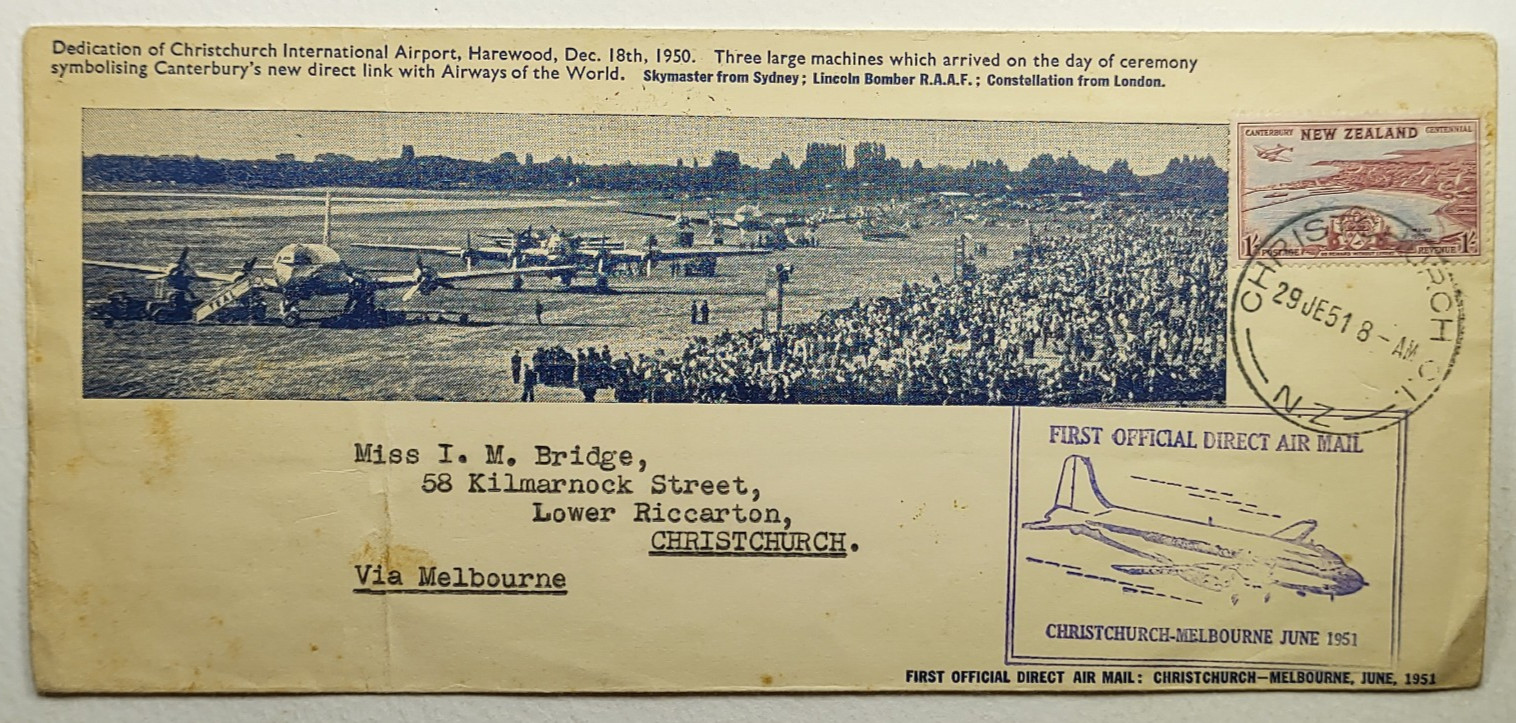 Dedication of Christchurch International Airport, Harewood, Dec. 18th, 1950. Three large machines which arrived on the day of ceremony
symbolising Canterbury's new direct link with Airways of the World. Skymaster from Sydney; Lincoln Bomber R.A.A.F.; Constellation from London.
CANTERBURY NEW ZEALAND CENTENNIAL
1/- POSTAGE REVENUE 1/-
CHRISTCHURCH C.1.
29 JE51 8 - AM
N.Z
TEAL
Miss I. M. Bridge,
58 Kilmarnock Street,
Lower Riccarton,
CHRISTCHURCH.
Via Melbourne
FIRST OFFICIAL DIRECT AIR MAIL
CHRISTCHURCH-MELBOURNE JUNE 1951
FIRST OFFICIAL DIRECT AIR MAIL: CHRISTCHURCH—MELBOURNE, JUNE, 1951